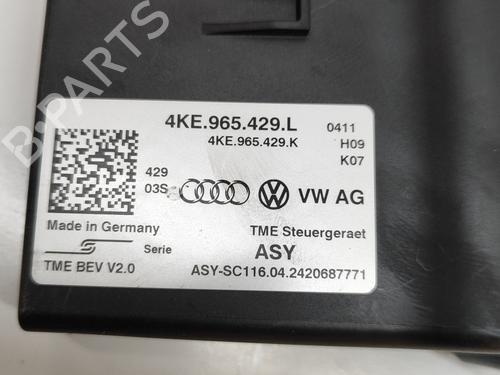 B-PARTS
4KE.965.429.L
0411
4KE.965.429.K
H09
K07
429
03S
VW AG
Made in Germany
TME Steuergeraet
Serie
ASY
TME BEV V2.0
ASY-SC116.04.2420687771